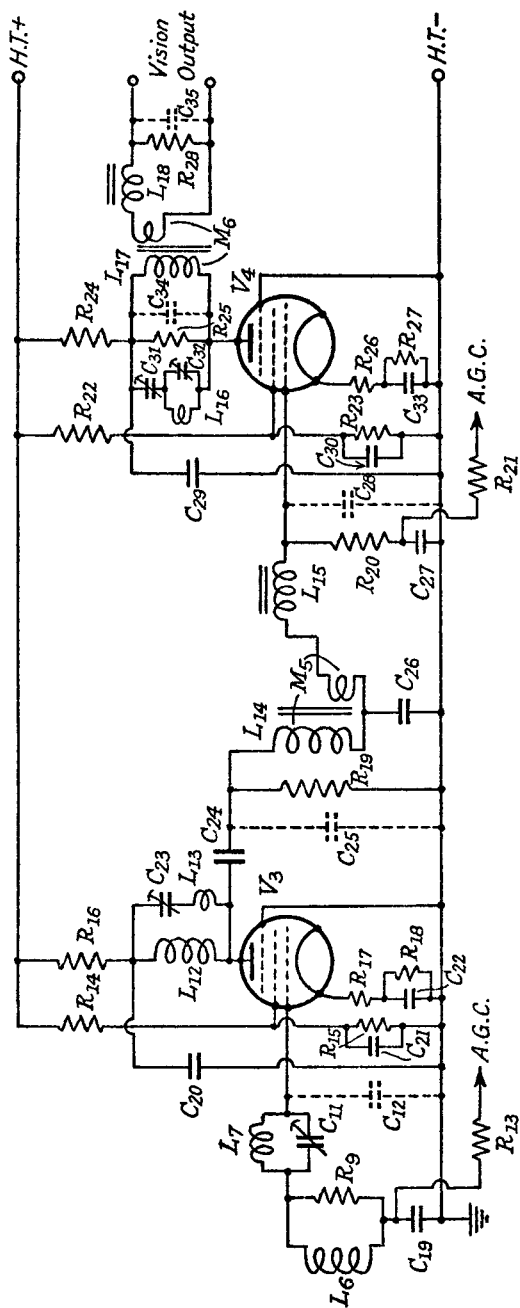 H.T.+
Vision
Output
C35
R28
L18
M6
L17
C34
R25
C31
C32
L16
R24
R22
V4
R26
R27
C33
R23
C30
C29
C28
R20
C27
R21
A.G.C.
H.T.-
L15
M5
L14
C26
R19
C25
C24
C23
L13
L12
R16
R14
V3
R17
R18
C22
R15
C21
C20
C12
C11
L7
R9
L6
C19
R13
A.G.C.